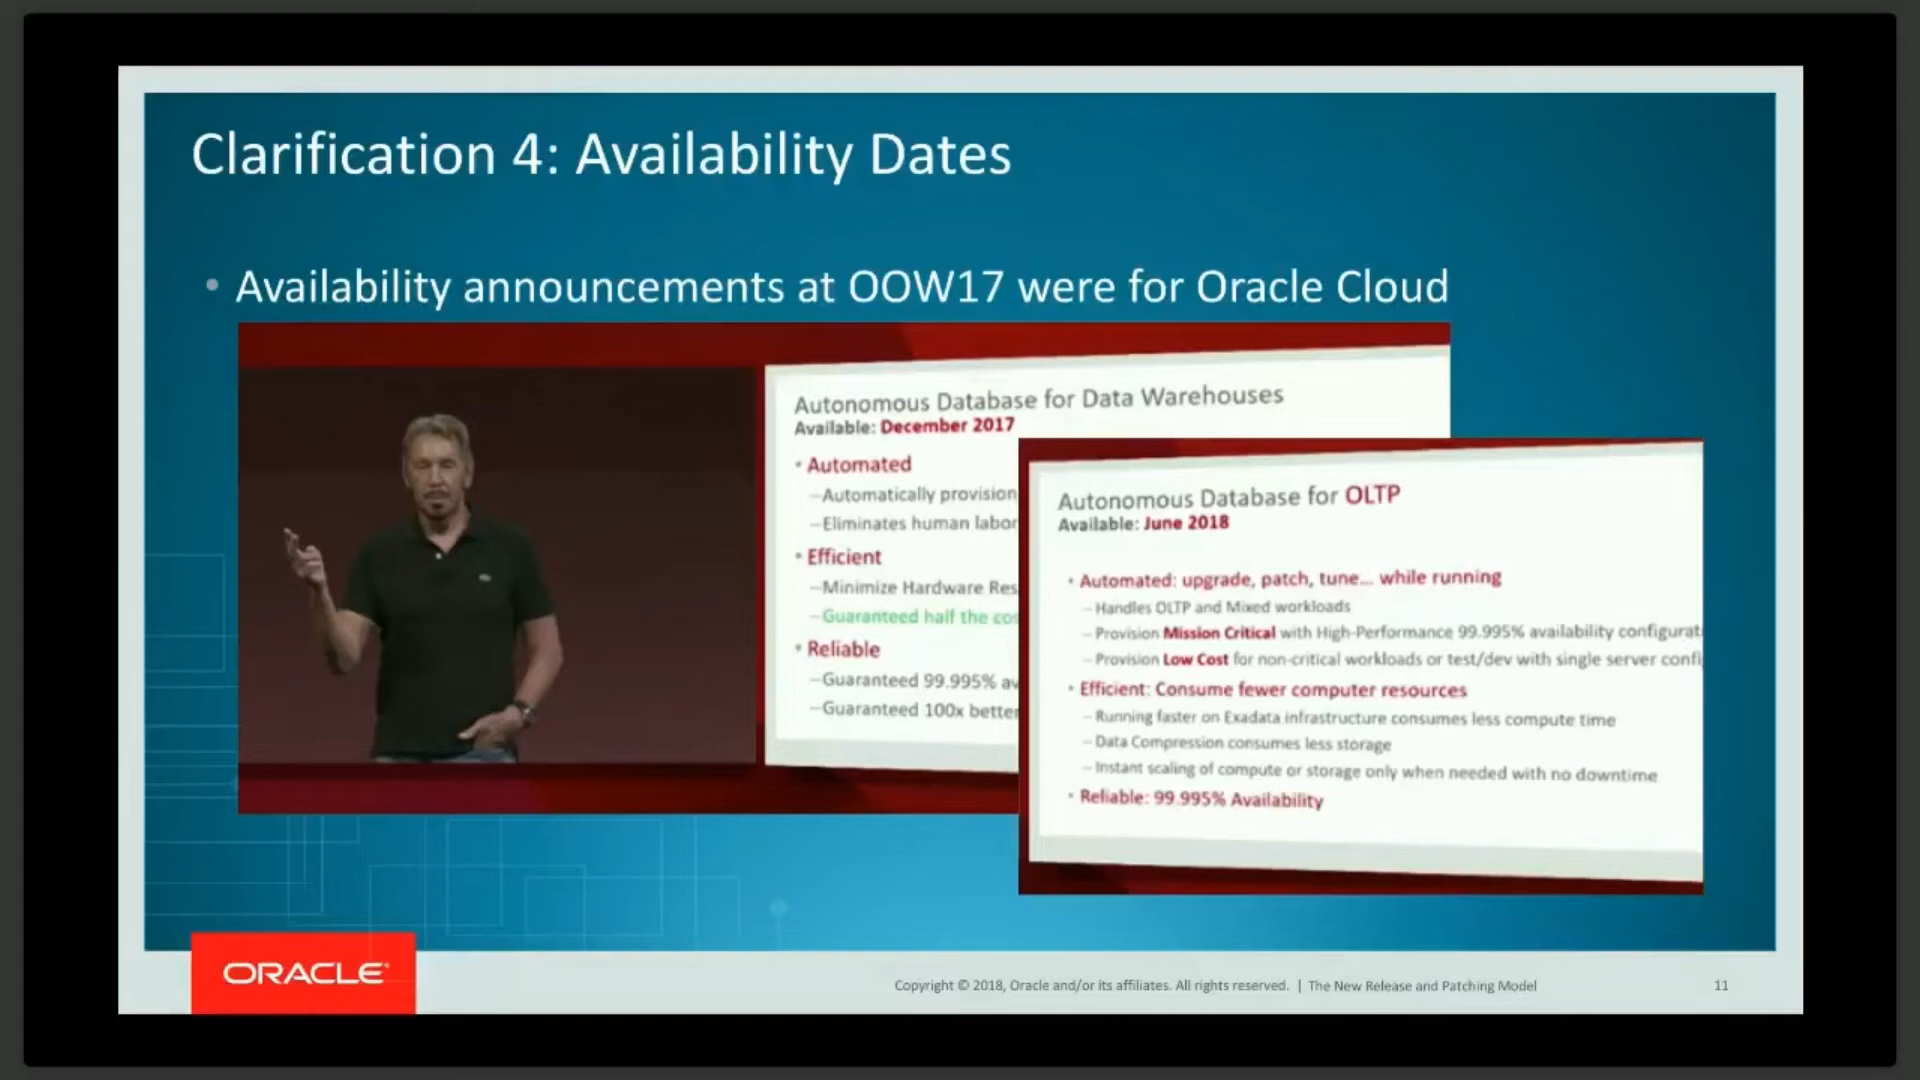 Clarification 4: Availability Dates
• Availability announcements at OOW17 were for Oracle Cloud
Autonomous Database for Data Warehouses
Available: December 2017
• Automated
–Automatically provision
–Eliminates human labor
• Efficient
–Minimize Hardware Res
–Guaranteed half the cos
• Reliable
–Guaranteed 99.995% av
–Guaranteed 100x better
Autonomous Database for OLTP
Available: June 2018
• Automated: upgrade, patch, tune... while running
–Handles OLTP and Mixed workloads
–Provision Mission Critical with High-Performance 99.995% availability configurat
–Provision Low Cost for non-critical workloads or test/dev with single server confi
• Efficient: Consume fewer computer resources
–Running faster on Exadata infrastructure consumes less compute time
–Data Compression consumes less storage
–Instant scaling of compute or storage only when needed with no downtime
• Reliable: 99.995% Availability
ORACLE®
Copyright © 2018, Oracle and/or its affiliates. All rights reserved. | The New Release and Patching Model 11